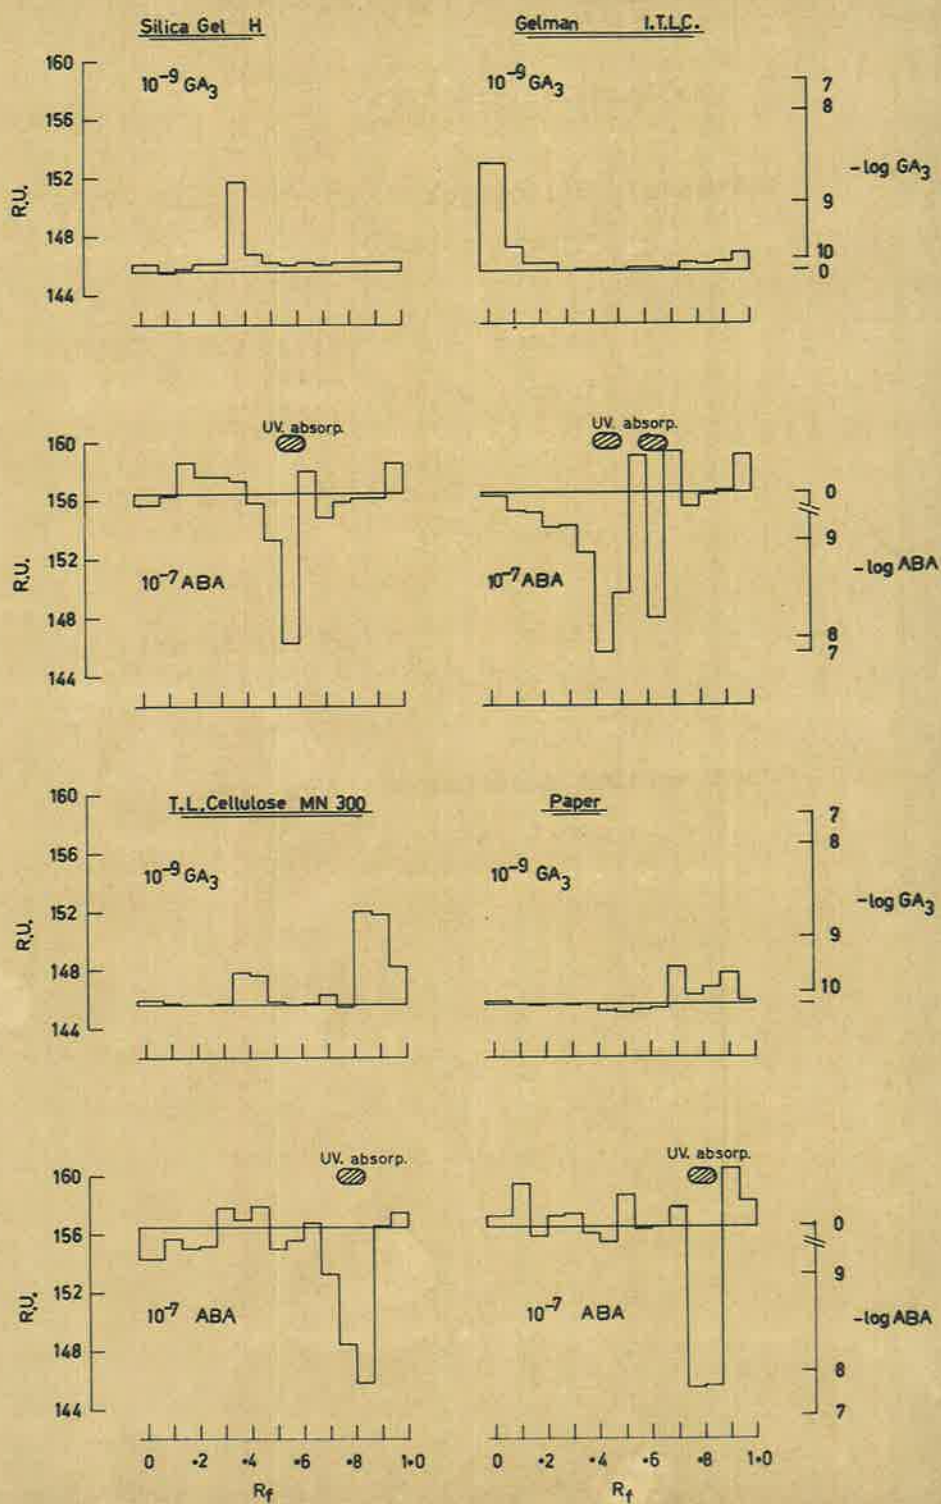 Silica Gel H
Gelman I.T.L.C.
10⁻⁹ GA₃
10⁻⁹ GA₃
160
156
152
148
144
R.U.
7
8
9
10
0
-log GA₃
UV. absorp.
UV. absorp.
160
156
152
148
144
R.U.
10⁻⁷ ABA
10⁻⁷ ABA
0
9
8
7
-log ABA
T.L.Cellulose MN 300
Paper
10⁻⁹ GA₃
10⁻⁹ GA₃
160
156
152
148
144
R.U.
7
8
9
10
-log GA₃
UV. absorp.
UV. absorp.
160
156
152
148
144
R.U.
10⁻⁷ ABA
10⁻⁷ ABA
0
9
8
7
-log ABA
0 ·2 ·4 ·6 ·8 1·0
0 ·2 ·4 ·6 ·8 1·0
Rf
Rf